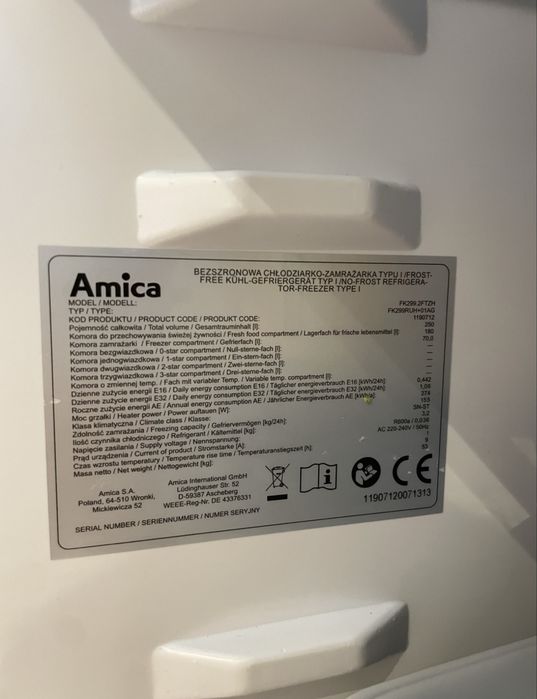 Amica
BEZSZRONOWA CHŁODZIARKO-ZAMRAŻARKA TYPU I /FROST-
FREE KÜHL-GEFRIERGERÄT TYP I /NO-FROST REFRIGERA-
TOR-FREEZER TYPE I
MODEL / MODELL: FK299.2FTZH
TYP / TYPE: FK299RUH+01AG
KOD PRODUKTU / PRODUCT CODE / PRODUKT CODE: 1190712
Pojemność całkowita / Total volume / Gesamtrauminhalt [l]: 250
Komora do przechowywania świeżej żywności / Fresh food compartment / Lagerfach für frische lebensmittel [l]: 180
Komora zamrażarki / Freezer compartment / Gefrierfach [l]: 70,0
Komora bezgwiazdkowa / 0-star compartment / Null-sterne-fach [l]: —
Komora jednogwiazdkowa / 1-star compartment / Ein-stern-fach [l]: —
Komora dwugwiazdkowa / 2-star compartment / Zwei-sterne-fach [l]: —
Komora trzygwiazdkowa / 3-star compartment / Drei-sterne-fach [l]: —
Komora o zmiennej temp. / Fach mit variabler Temp. / Variable temp. compartment [l]: —
Dzienne zużycie energii E16 / Daily energy consumption E16 / Täglicher energieverbrauch E16 [kWh/24h]: 0,442
Dzienne zużycie energii E32 / Daily energy consumption E32 / Täglicher energieverbrauch E32 [kWh/24h]: 1,08
Roczne zużycie energii AE / Annual energy consumption AE / Jährlicher Energieverbrauch AE [kWh/a]: 274
Moc grzałki / Heater power / Power auftauen [W]: 155
Klasa klimatyczna / Climate class / Klasse: SN-ST
Zdolność zamrażania / Freezing capacity / Gefriervermögen [kg/24h]: 3,2
Ilość czynnika chłodniczego / Refrigerant / Kältemittel [kg]: R600a / 0,036
Napięcie zasilania / Supply voltage / Nennspannung: AC 220-240V / 50Hz
Prąd urządzenia / Current of product / Stromstarke [A]: 1
Czas wzrostu temperatury / Temperature rise time / Temperaturanstiegszeit [h]: 9
Masa netto / Net weight / Nettogewicht [kg]: 53
Amica S.A.
Poland, 64-510 Wronki,
Mickiewicza 52
Amica International GmbH
Lüdinghauser Str. 52
D-59387 Ascheberg
WEEE-Reg-Nr. DE 43376331
CE
11907120071313
SERIAL NUMBER / SERIENNUMMER / NUMER SERYJNY